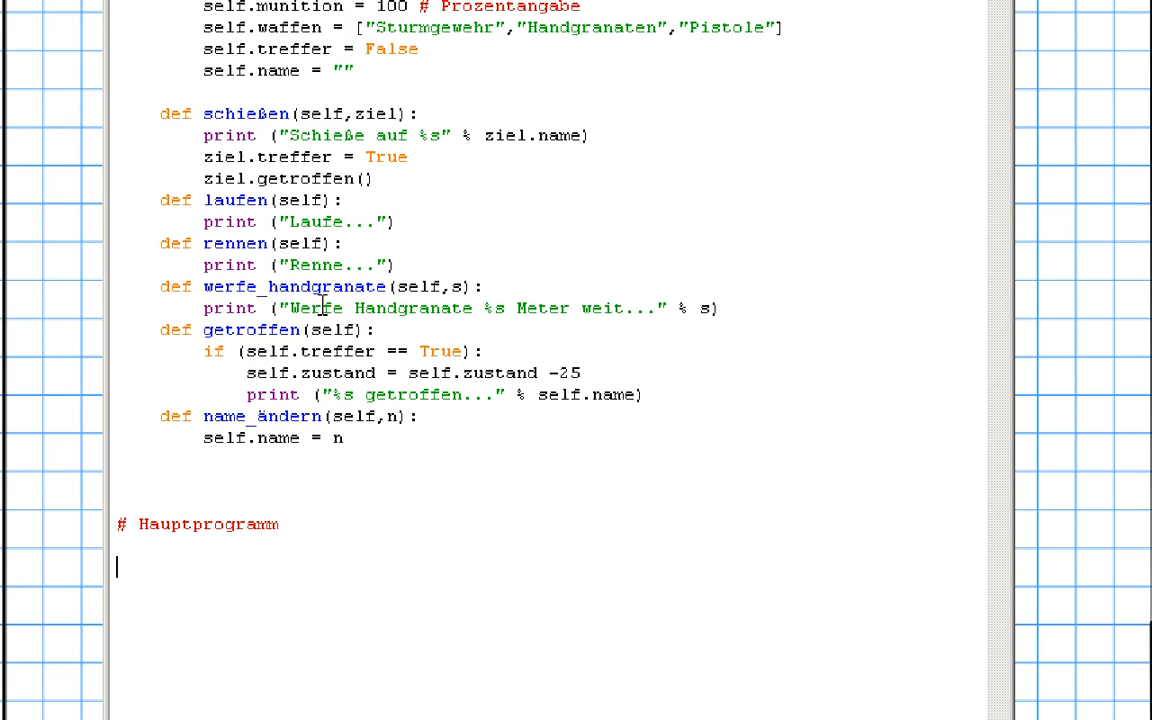 self.munition = 100 # Prozentangabe
self.waffen = ["Sturmgewehr","Handgranaten","Pistole"]
self.treffer = False
self.name = ""
def schießen(self,ziel):
print ("Schieße auf %s" % ziel.name)
ziel.treffer = True
ziel.getroffen()
def laufen(self):
print ("Laufe...")
def rennen(self):
print ("Renne...")
def werfe_handgranate(self,s):
print ("Werfe Handgranate %s Meter weit..." % s)
def getroffen(self):
if (self.treffer == True):
self.zustand = self.zustand -25
print ("%s getroffen..." % self.name)
def name_ändern(self,n):
self.name = n
# Hauptprogramm